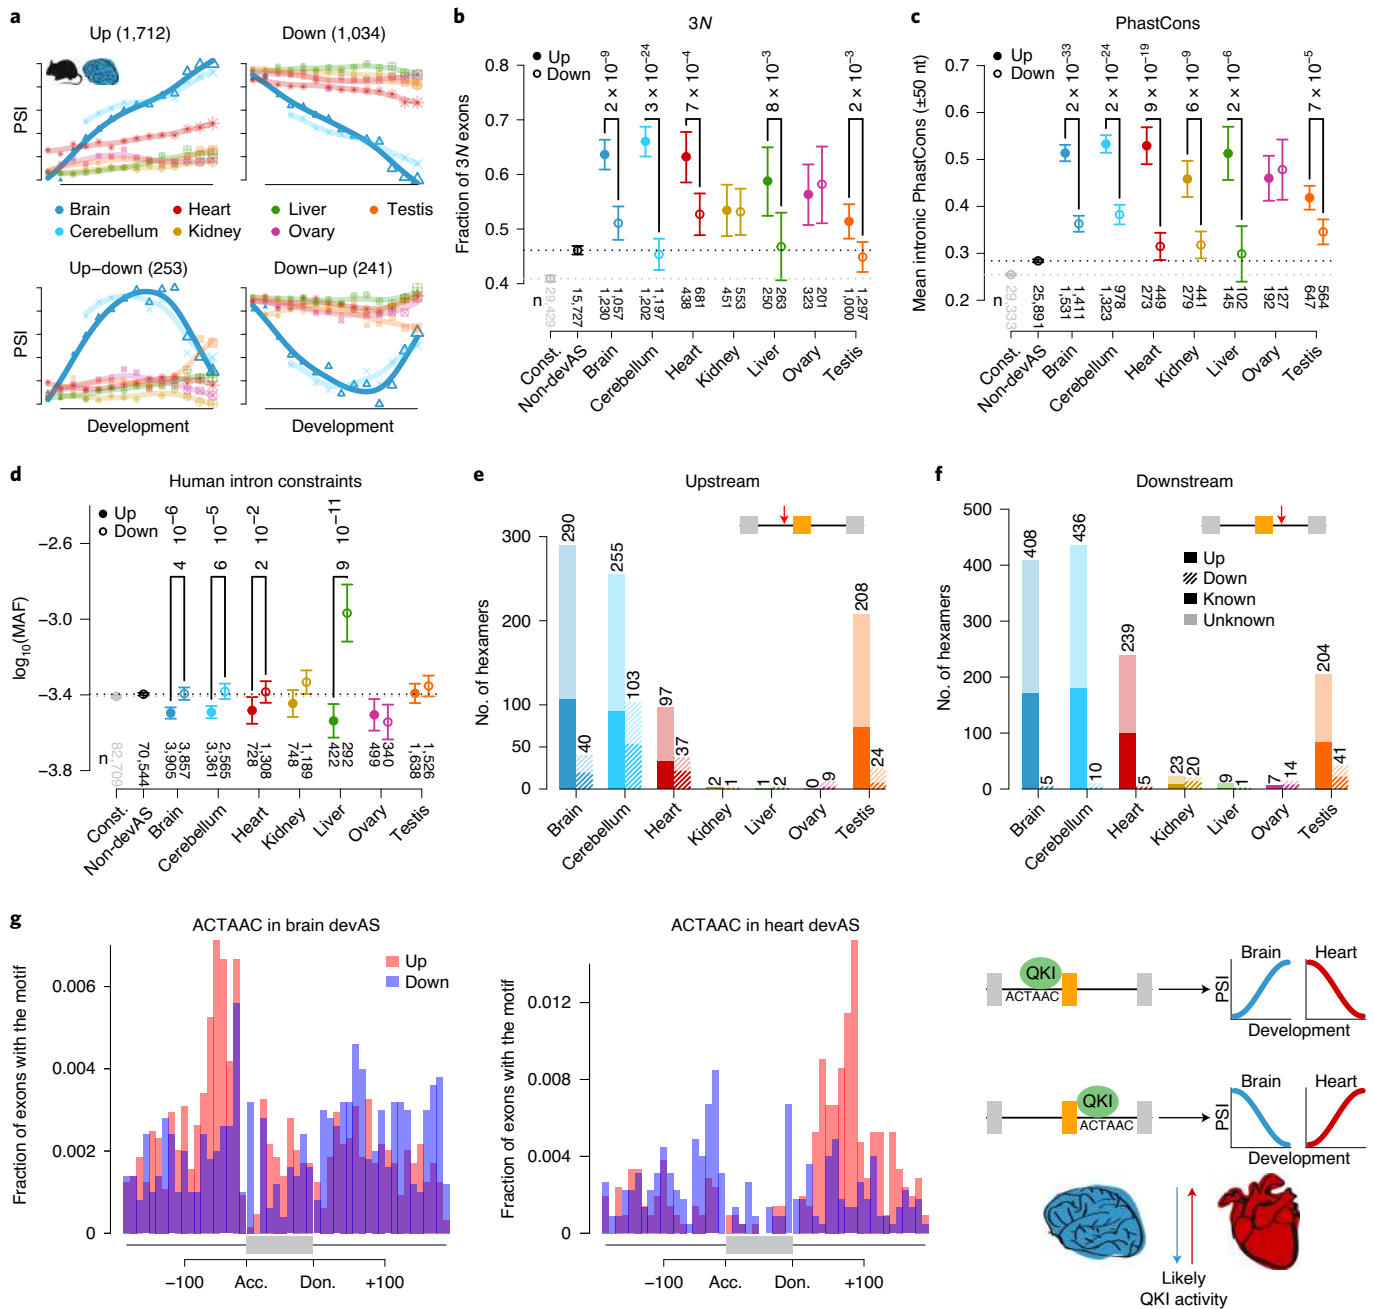 a
Up (1,712)
Down (1,034)
PSI
Brain
Heart
Liver
Testis
Cerebellum
Kidney
Ovary
Up–down (253)
Down–up (241)
PSI
Development
Development
b
3N
Up
Down
Fraction of 3N exons
0.8
0.7
0.6
0.5
0.4
2 × 10−9
3 × 10−24
7 × 10−4
8 × 10−3
2 × 10−3
n
29,429
15,727
1,230
1,057
1,202
1,197
438
681
451
553
250
263
323
201
1,000
1,297
Const.
Non-devAS
Brain
Cerebellum
Heart
Kidney
Liver
Ovary
Testis
c
PhastCons
Up
Down
Mean intronic PhastCons (±50 nt)
0.7
0.6
0.5
0.4
0.3
0.2
2 × 10−33
2 × 10−24
9 × 10−19
6 × 10−9
2 × 10−6
7 × 10−5
n
29,333
25,891
1,531
1,411
1,323
978
273
449
279
441
145
102
192
127
647
564
Const.
Non-devAS
Brain
Cerebellum
Heart
Kidney
Liver
Ovary
Testis
d
Human intron constraints
Up
Down
log10(MAF)
−2.6
−3.0
−3.4
−3.8
4 10−6
6 10−5
2 10−2
9 10−11
n
82,709
70,544
3,905
3,857
3,361
2,565
728
1,308
748
1,189
422
292
499
340
1,638
1,526
Const.
Non-devAS
Brain
Cerebellum
Heart
Kidney
Liver
Ovary
Testis
e
Upstream
No. of hexamers
300
200
100
50
0
290
40
255
103
97
37
2
1
1
2
0
9
208
24
Brain
Cerebellum
Heart
Kidney
Liver
Ovary
Testis
f
Downstream
No. of hexamers
500
400
300
200
100
0
Up
Down
Known
Unknown
408
5
436
10
239
5
23
20
9
1
7
14
204
41
Brain
Cerebellum
Heart
Kidney
Liver
Ovary
Testis
g
ACTAAC in brain devAS
Up
Down
Fraction of exons with the motif
0.006
0.004
0.002
0
−100
Acc.
Don.
+100
ACTAAC in heart devAS
Fraction of exons with the motif
0.012
0.008
0.004
0
−100
Acc.
Don.
+100
QKI
ACTAAC
PSI
Brain
Heart
Development
QKI
ACTAAC
PSI
Brain
Heart
Development
Likely
QKI activity